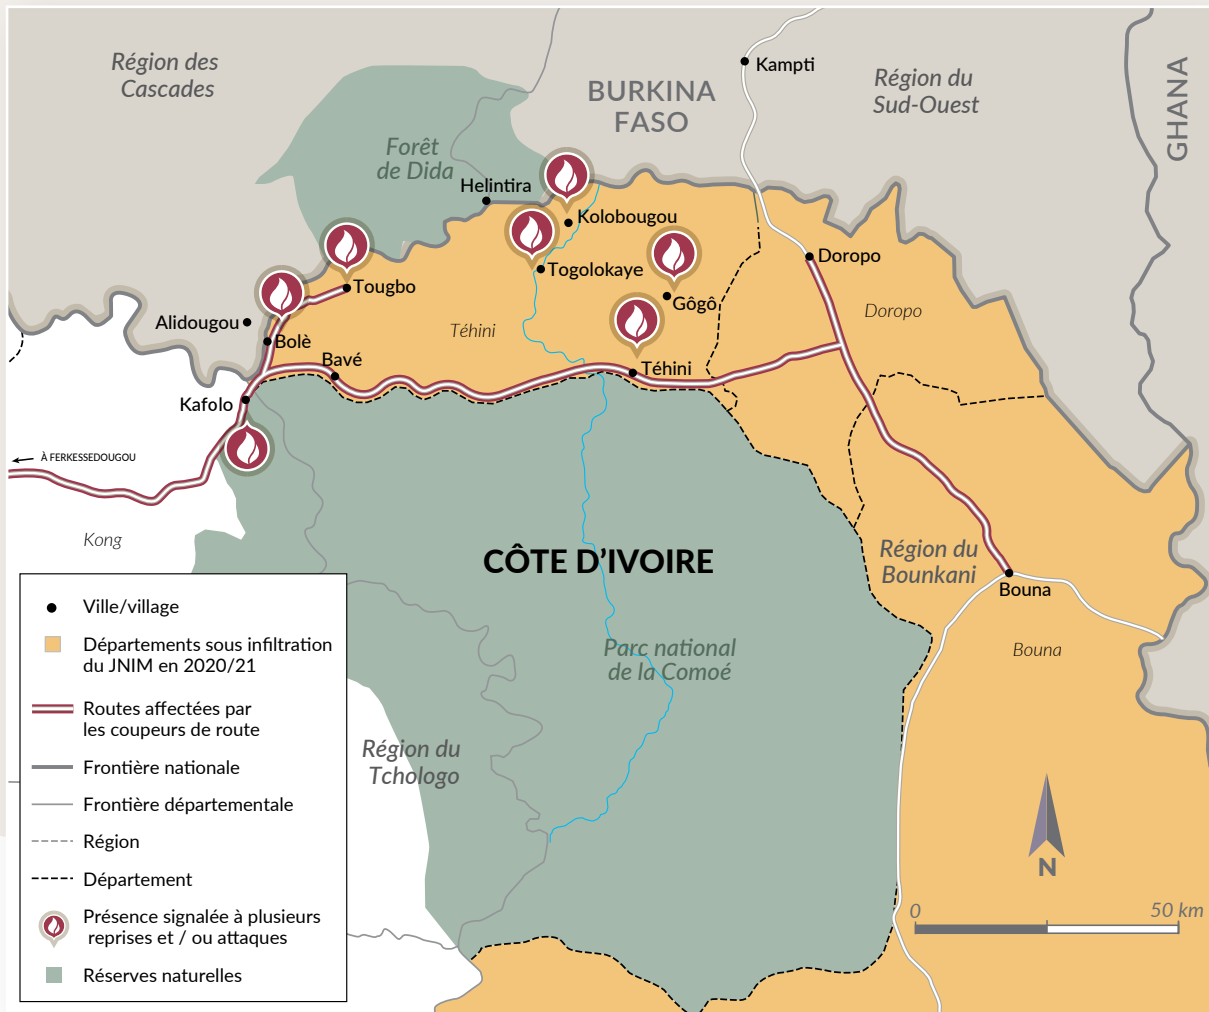 Région des
Cascades
BURKINA
FASO
Kampti
Région du
Sud-Ouest
GHANA
Forêt
de Dida
Helintira
Kolobougou
Togolokaye
Tougbo
Gôgô
Doropo
Doropo
Alidougou
Bolè
Téhini
Bavé
Téhini
Kafolo
À FERKESSEDOUGOU
Kong
CÔTE D'IVOIRE
Région du
Bounkani
Bouna
Bouna
Parc national
de la Comoé
Région du
Tchologo
Ville/village
Départements sous infiltration
du JNIM en 2020/21
Routes affectées par
les coupeurs de route
Frontière nationale
Frontière départementale
Région
Département
Présence signalée à plusieurs
reprises et / ou attaques
Réserves naturelles
N
0
50 km